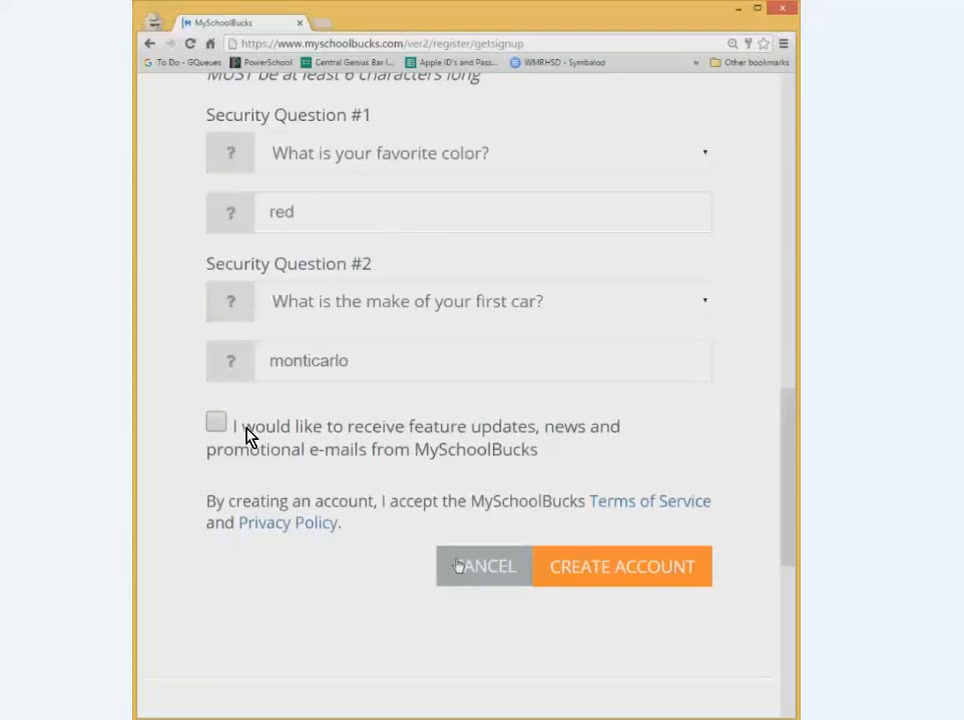 MySchoolBucks
https://www.myschoolbucks.com/ver2/register/getsignup
To Do - GQueues PowerSchool Central Genius Bar I... Apple ID's and Pass... WMRHSD - Symbaloo » Other bookmarks
MUST be at least 6 characters long
Security Question #1
? What is your favorite color?
? red
Security Question #2
? What is the make of your first car?
? monticarlo
I would like to receive feature updates, news and
promotional e-mails from MySchoolBucks
By creating an account, I accept the MySchoolBucks Terms of Service
and Privacy Policy.
CANCEL CREATE ACCOUNT